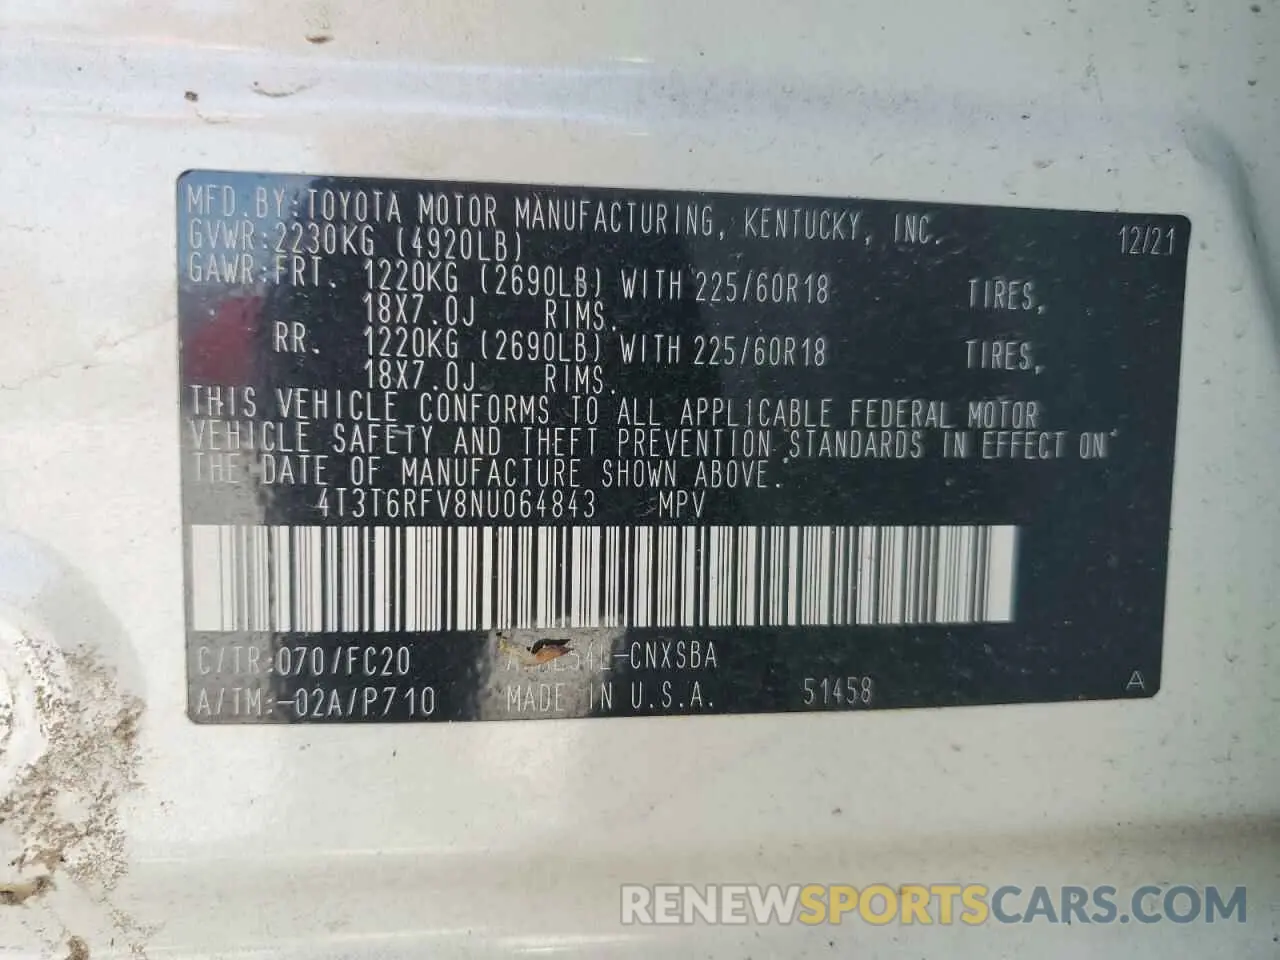 MFD. BY: TOYOTA MOTOR MANUFACTURING, KENTUCKY, INC. 12/21
GVWR:2230KG (4920LB)
GAWR:FRT. 1220KG (2690LB) WITH 225/60R18 TIRES,
18X7.0J RIMS.
RR. 1220KG (2690LB) WITH 225/60R18 TIRES,
18X7.0J RIMS.
THIS VEHICLE CONFORMS TO ALL APPLICABLE FEDERAL MOTOR
VEHICLE SAFETY AND THEFT PREVENTION STANDARDS IN EFFECT ON
THE DATE OF MANUFACTURE SHOWN ABOVE.
4T3T6RFV8NU064843 MPV
C/TR:070/FC20
A/TM:-02A/P710 MADE IN U.S.A. 51458 A
RENEWSPORTSCARS.COM